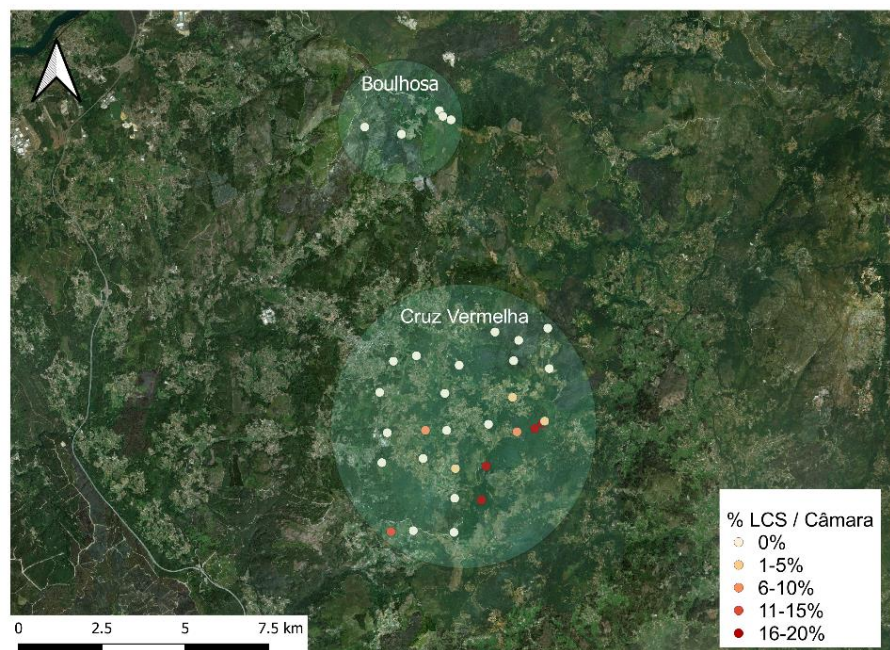 Boulhosa
Cruz Vermelha
% LCS / Câmara
0%
1-5%
6-10%
11-15%
16-20%
0 2.5 5 7.5 km